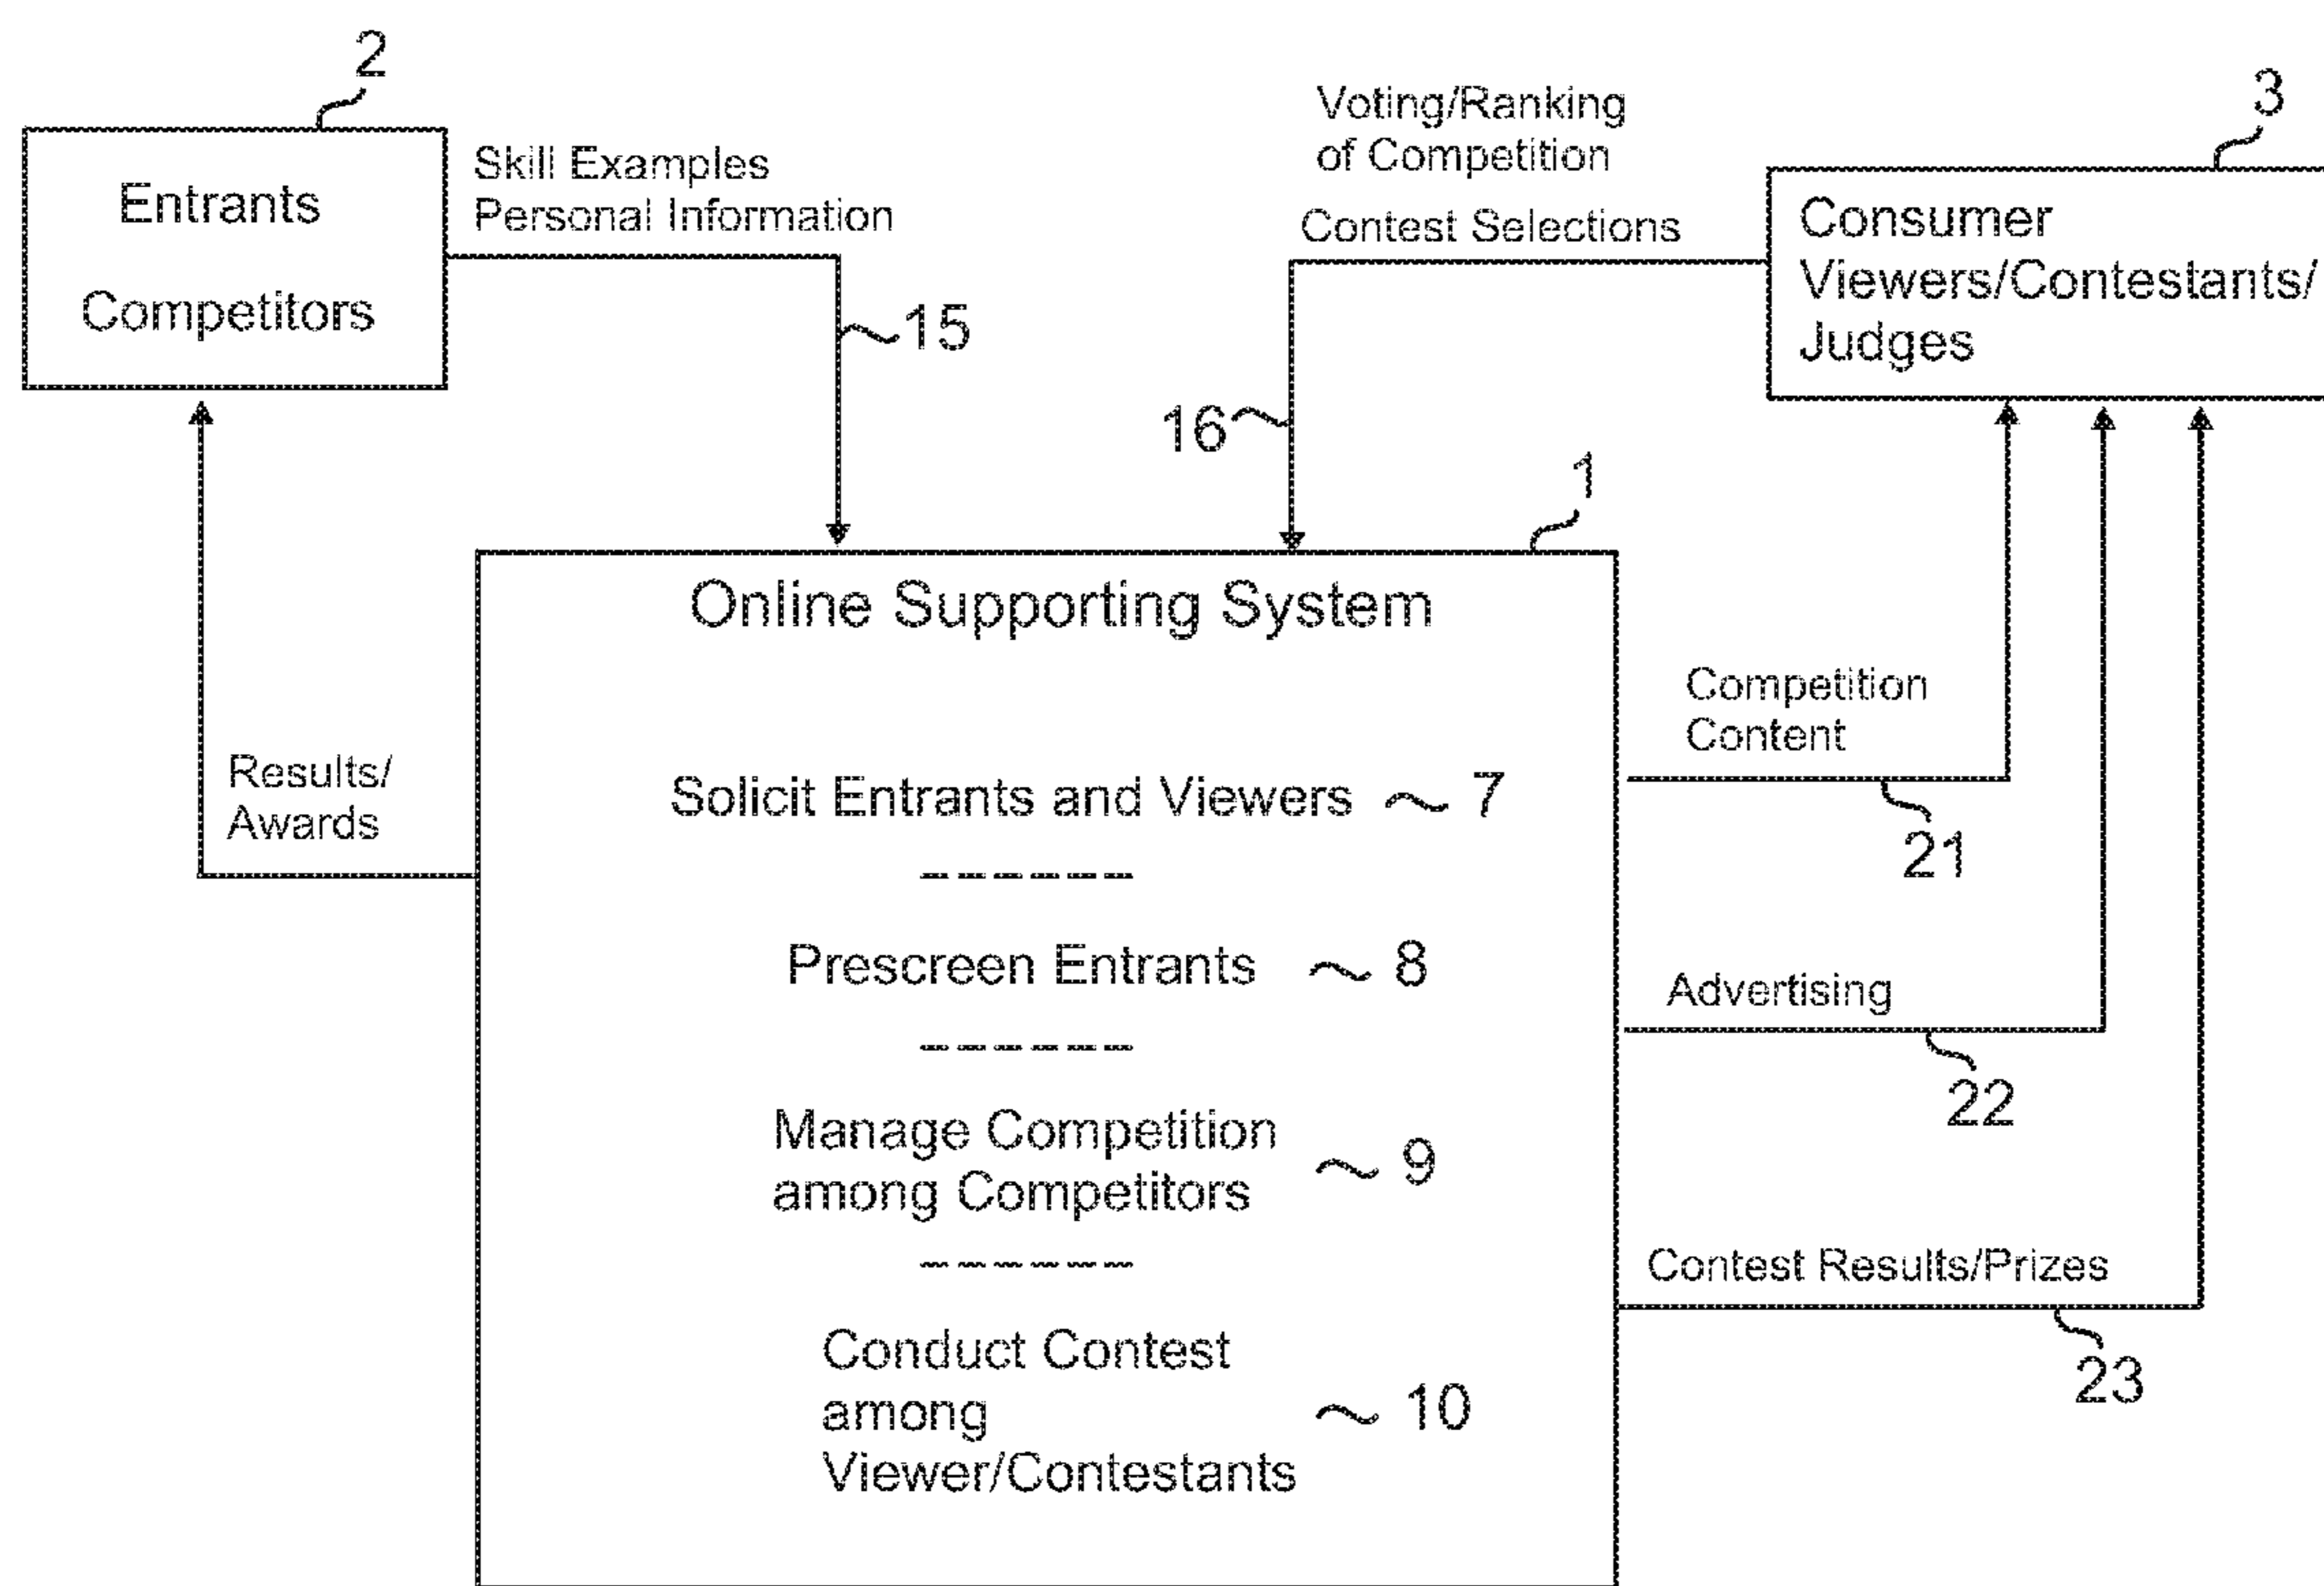 2
Entrants
Competitors
Skill Examples
Personal Information
15
Voting/Ranking
of Competition
Contest Selections
16
3
Consumer
Viewers/Contestants/
Judges
1
Online Supporting System
Solicit Entrants and Viewers 7
Prescreen Entrants 8
Manage Competition
among Competitors
9
Conduct Contest
among
Viewer/Contestants
10
Results/
Awards
Competition
Content
21
Advertising
22
Contest Results/Prizes
23